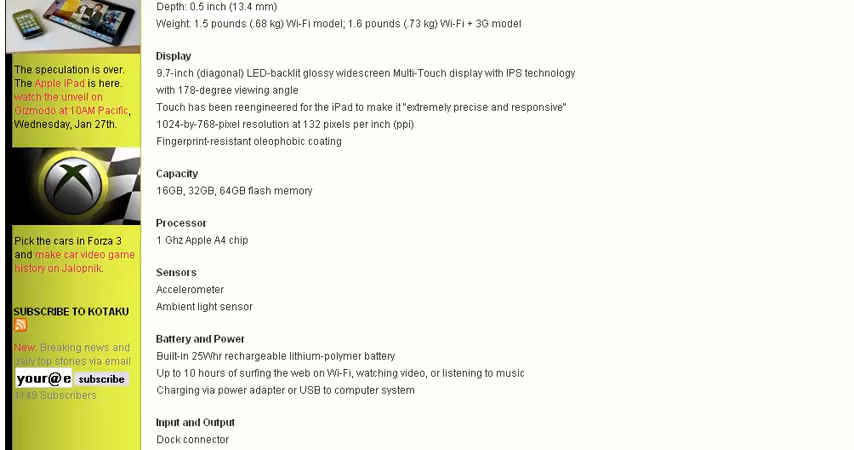 Depth: 0.5 inch (13.4 mm)
Weight: 1.5 pounds (.68 kg) Wi-Fi model; 1.6 pounds (.73 kg) Wi-Fi + 3G model
Display
9.7-inch (diagonal) LED-backlit glossy widescreen Multi-Touch display with IPS technology
with 178-degree viewing angle
Touch has been reengineered for the iPad to make it "extremely precise and responsive"
1024-by-768-pixel resolution at 132 pixels per inch (ppi)
Fingerprint-resistant oleophobic coating
Capacity
16GB, 32GB, 64GB flash memory
Processor
1 Ghz Apple A4 chip
Sensors
Accelerometer
Ambient light sensor
Battery and Power
Built-in 25Whr rechargeable lithium-polymer battery
Up to 10 hours of surfing the web on Wi-Fi, watching video, or listening to music
Charging via power adapter or USB to computer system
Input and Output
Dock connector
The speculation is over.
The Apple iPad is here.
watch the unveil on
Gizmodo at 10AM Pacific,
Wednesday, Jan 27th.
Pick the cars in Forza 3
and make car video game
history on Jalopnik.
SUBSCRIBE TO KOTAKU
New: Breaking news and
daily top stories via email
your@e subscribe
1149 Subscribers